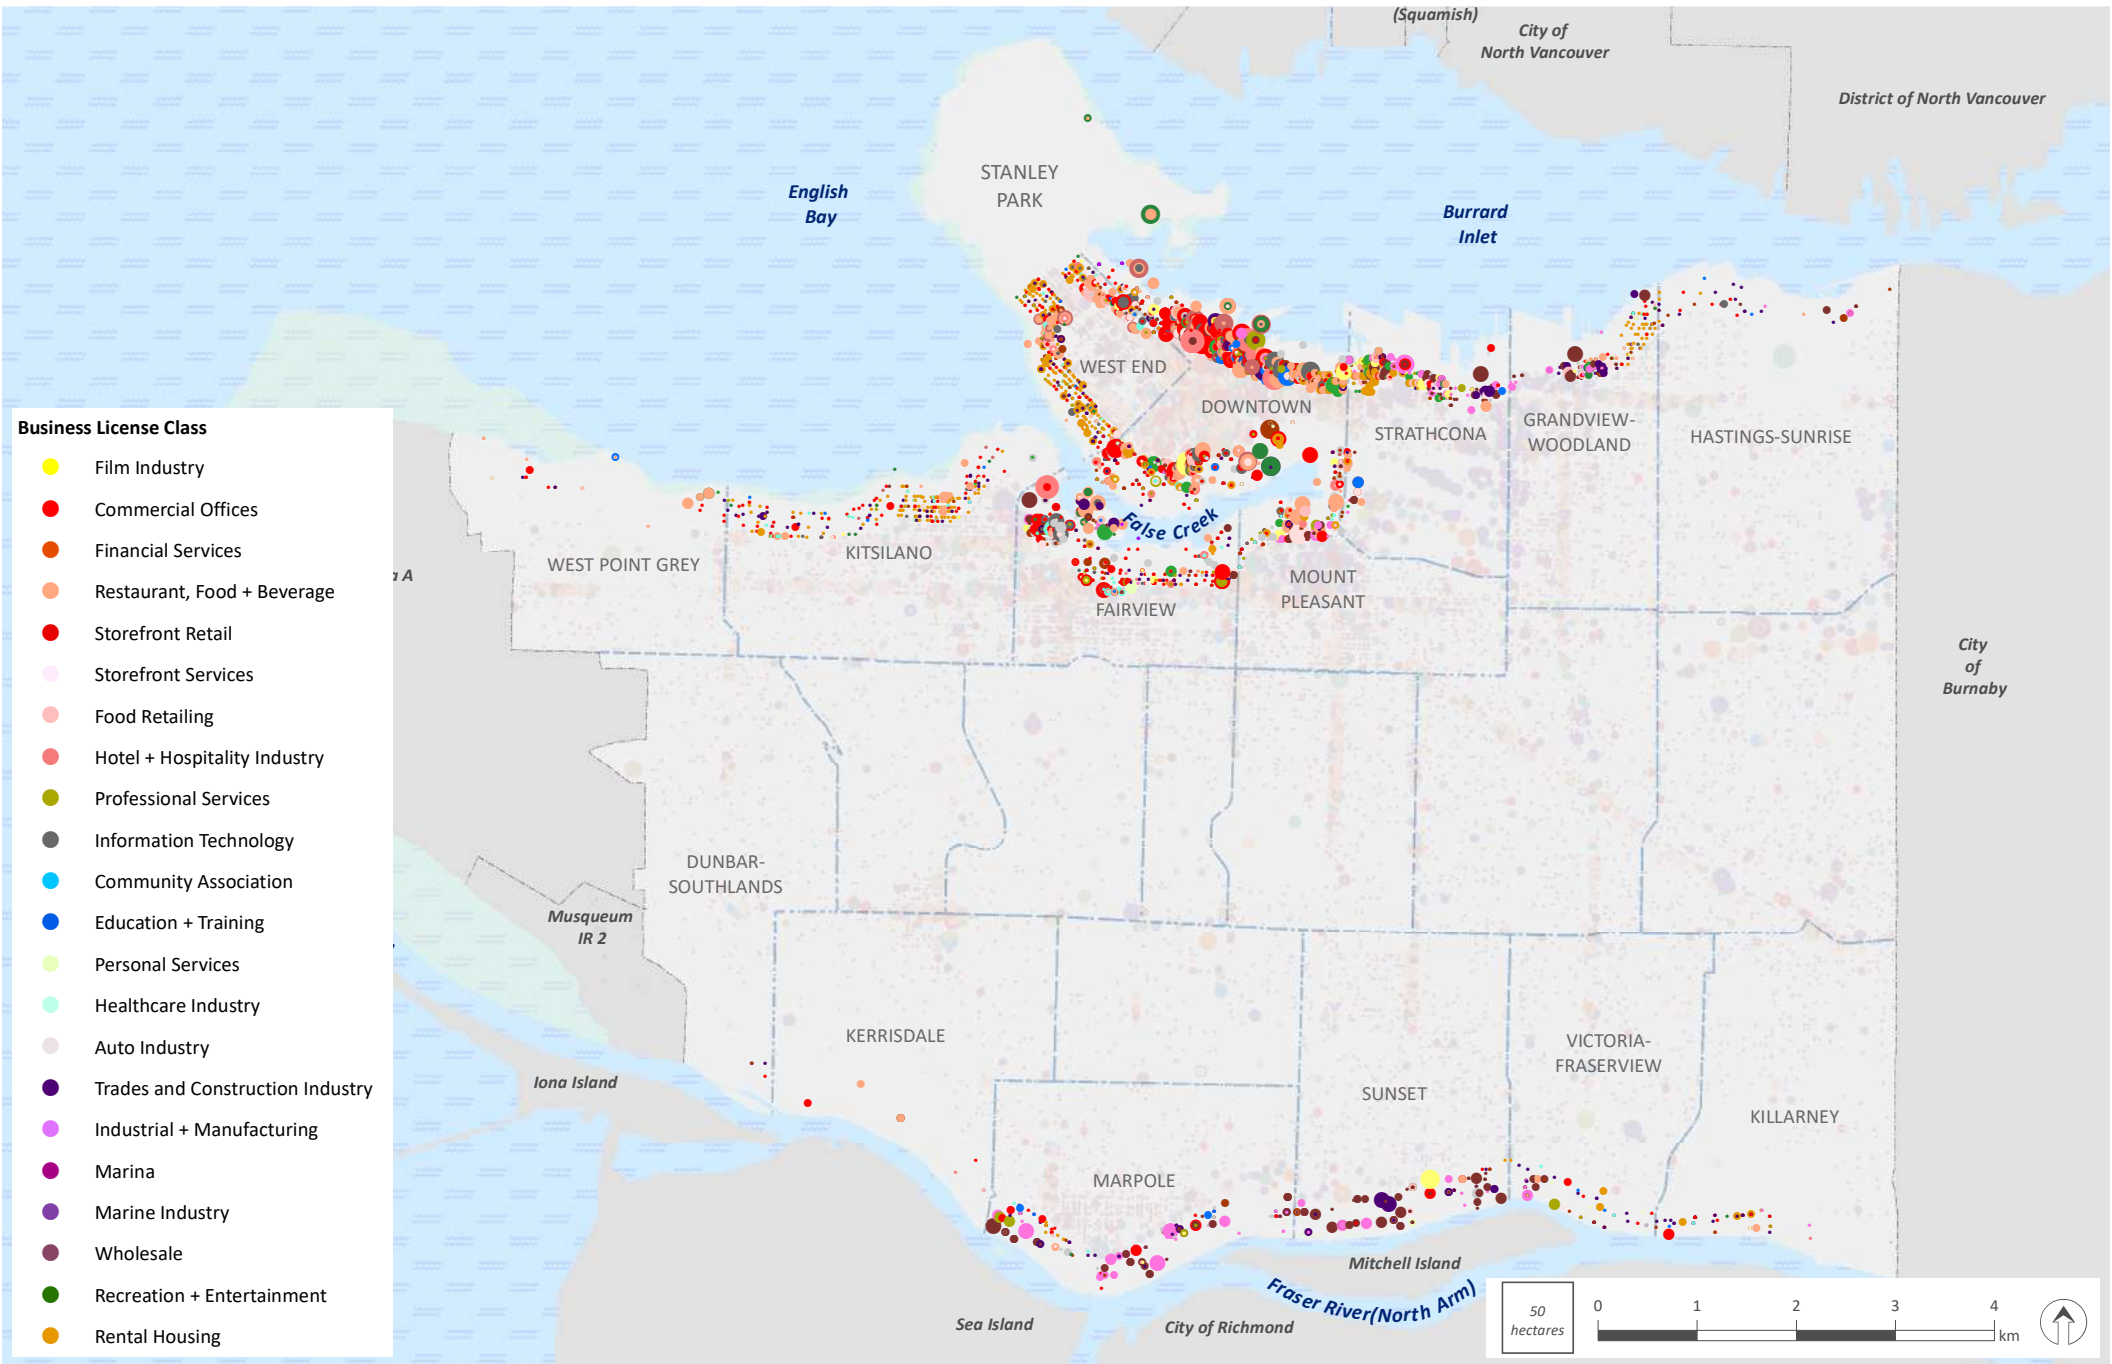 (Squamish)
City of
North Vancouver
District of North Vancouver
STANLEY
PARK
English
Bay
Burrard
Inlet
WEST END
DOWNTOWN
STRATHCONA
GRANDVIEW-
WOODLAND
HASTINGS-SUNRISE
False Creek
WEST POINT GREY
KITSILANO
FAIRVIEW
MOUNT
PLEASANT
a A
City
of
Burnaby
DUNBAR-
SOUTHLANDS
Musqueum
IR 2
KERRISDALE
Iona Island
VICTORIA-
FRASERVIEW
SUNSET
KILLARNEY
MARPOLE
Mitchell Island
Fraser River(North Arm)
Sea Island
City of Richmond
Business License Class
Film Industry
Commercial Offices
Financial Services
Restaurant, Food + Beverage
Storefront Retail
Storefront Services
Food Retailing
Hotel + Hospitality Industry
Professional Services
Information Technology
Community Association
Education + Training
Personal Services
Healthcare Industry
Auto Industry
Trades and Construction Industry
Industrial + Manufacturing
Marina
Marine Industry
Wholesale
Recreation + Entertainment
Rental Housing
50
hectares
0 1 2 3 4
km